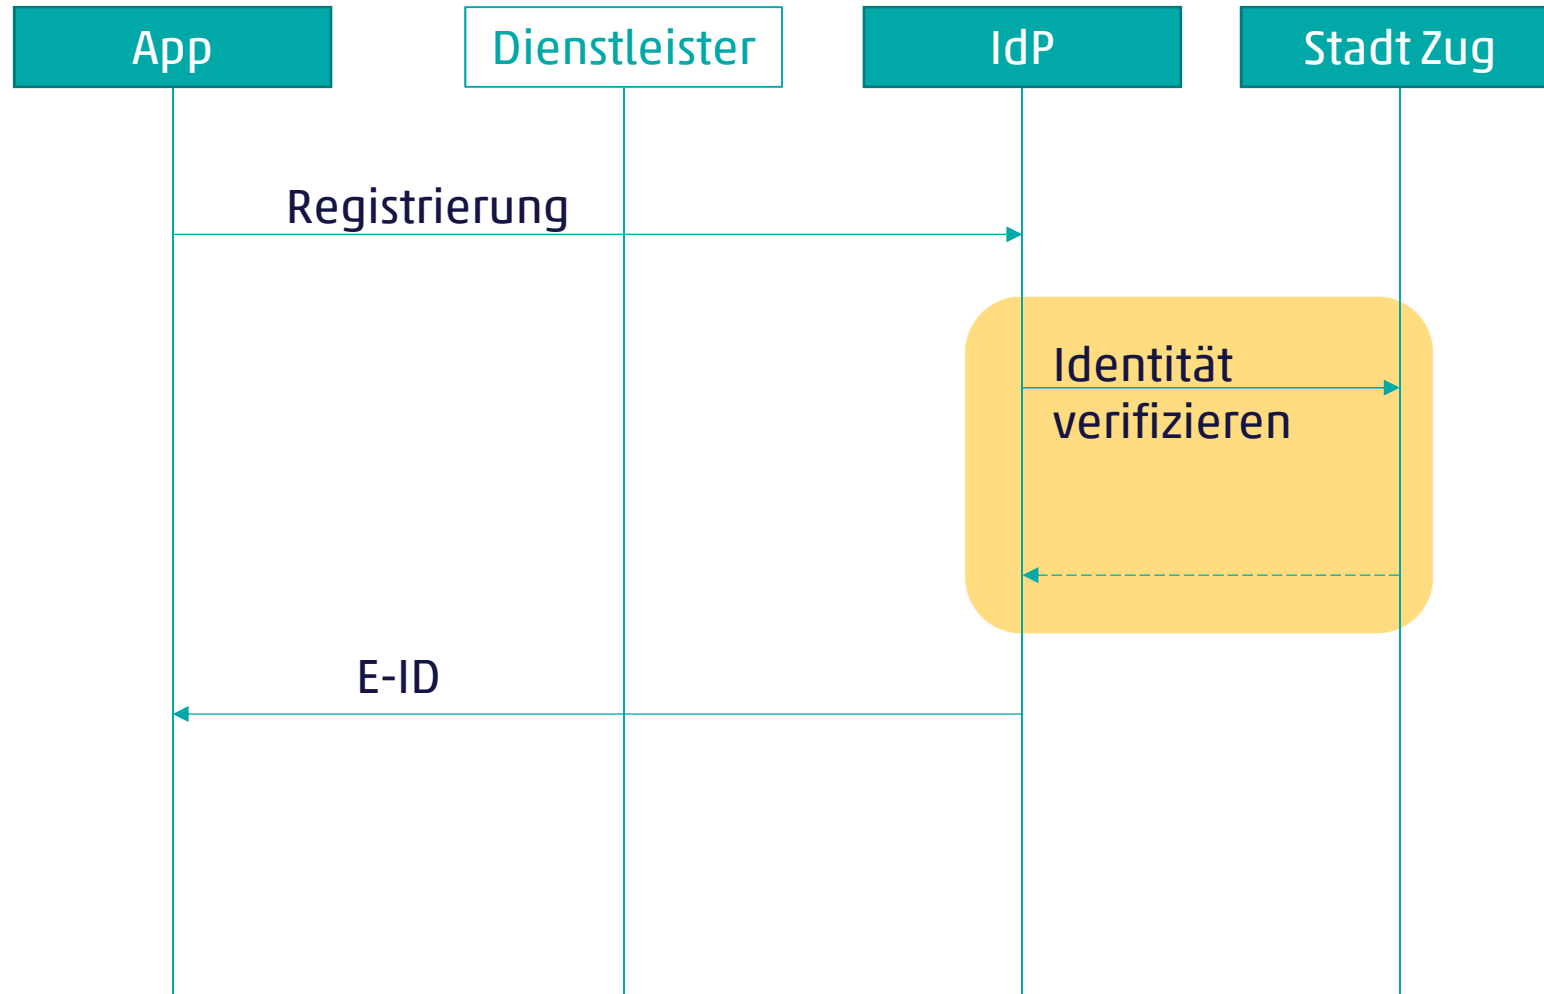 App
Dienstleister
IdP
Stadt Zug
Registrierung
Identität
verifizieren
E-ID